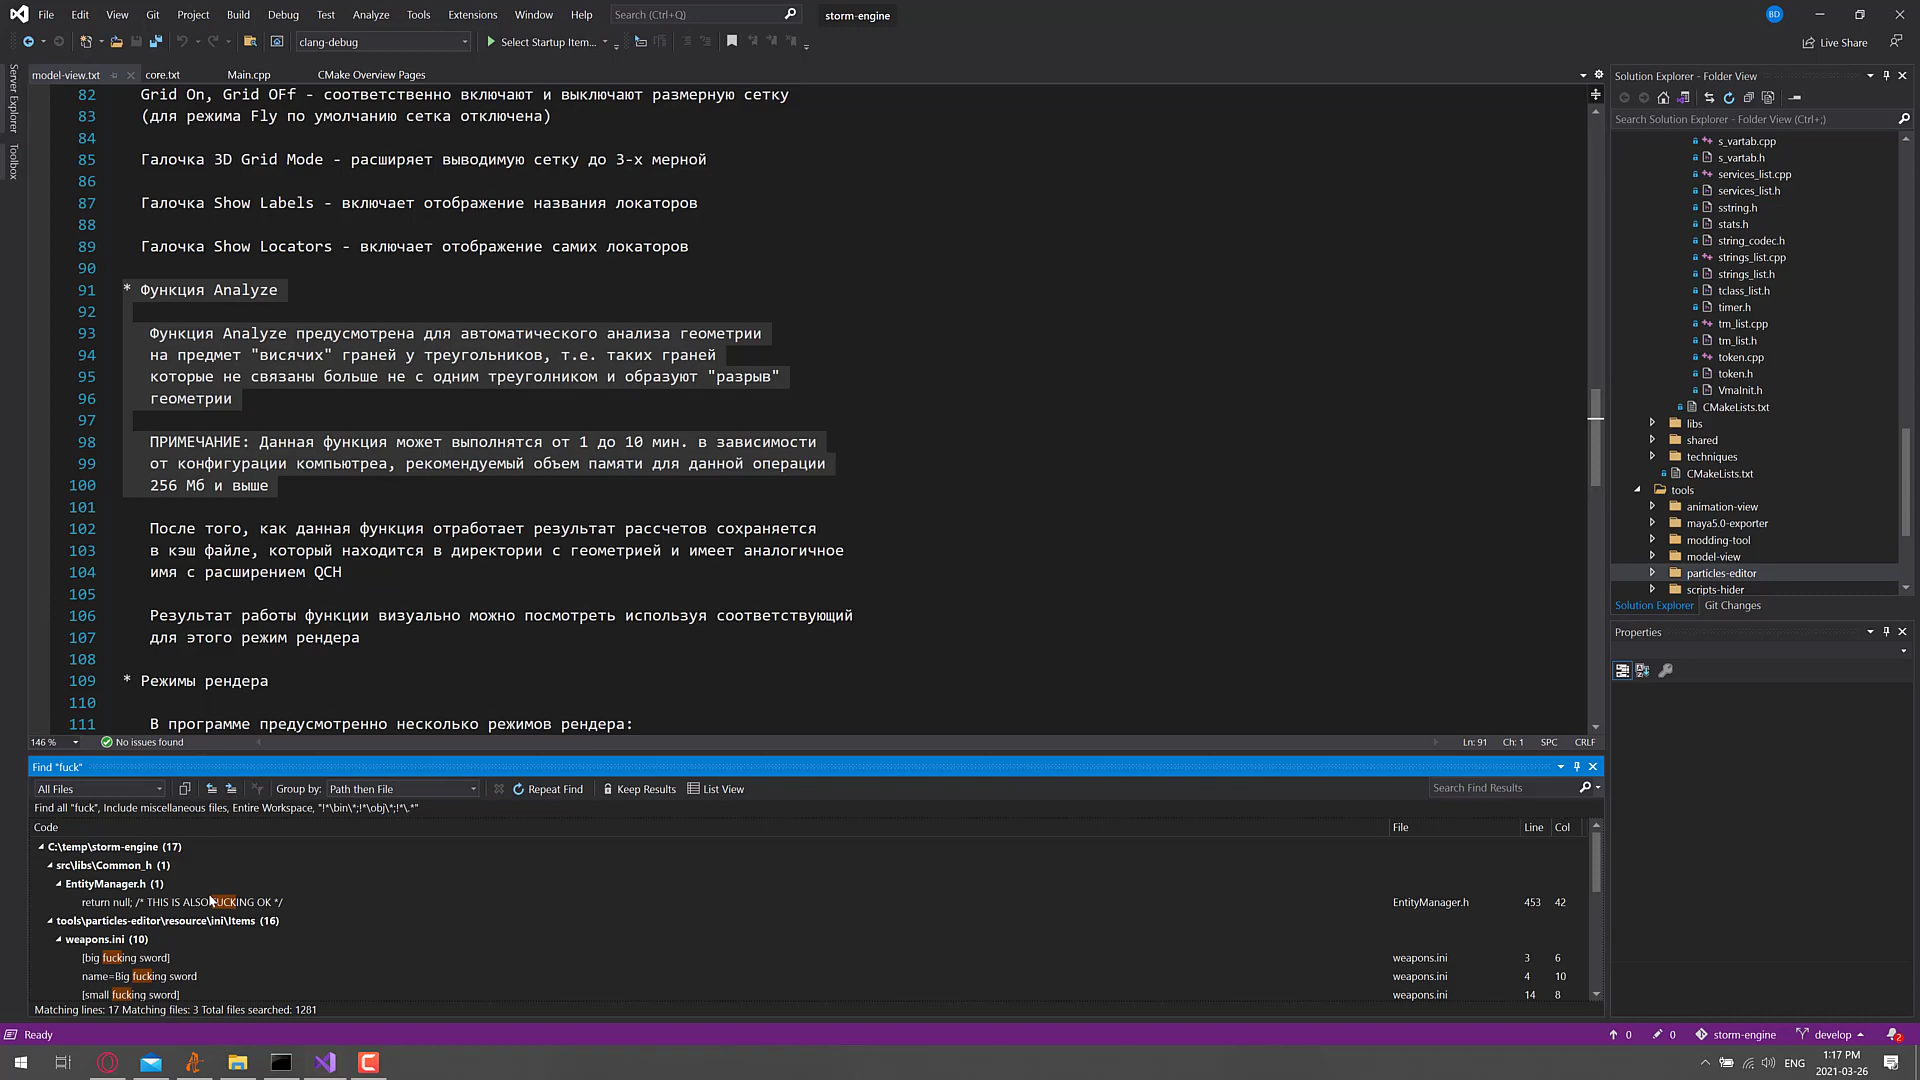 File Edit View Git Project Build Debug Test Analyze Tools Extensions Window Help Search (Ctrl+Q) storm-engine BD
clang-debug Select Startup Item... Live Share
Server Explorer
Toolbox
model-view.txt core.txt Main.cpp CMake Overview Pages
82 Grid On, Grid OFf - соответственно включают и выключают размерную сетку
83 (для режима Fly по умолчанию сетка отключена)
84
85 Галочка 3D Grid Mode - расширяет выводимую сетку до 3-х мерной
86
87 Галочка Show Labels - включает отображение названия локаторов
88
89 Галочка Show Locators - включает отображение самих локаторов
90
91 * Функция Analyze
92
93 Функция Analyze предусмотрена для автоматического анализа геометрии
94 на предмет "висячих" граней у треугольников, т.е. таких граней
95 которые не связаны больше не с одним треуголником и образуют "разрыв"
96 геометрии
97
98 ПРИМЕЧАНИЕ: Данная функция может выполнятся от 1 до 10 мин. в зависимости
99 от конфигурации компьютреа, рекомендуемый объем памяти для данной операции
100 256 Мб и выше
101
102 После того, как данная функция отработает результат рассчетов сохраняется
103 в кэш файле, который находится в директории с геометрией и имеет аналогичное
104 имя с расширением QCH
105
106 Результат работы функции визуально можно посмотреть используя соответствующий
107 для этого режим рендера
108
109 * Режимы рендера
110
111 В программе предусмотренно несколько режимов рендера:
146 % No issues found Ln: 91 Ch: 1 SPC CRLF
Find "fuck"
All Files Group by: Path then File Repeat Find Keep Results List View Search Find Results
Find all "fuck", Include miscellaneous files, Entire Workspace, "!*\bin\*;!*\obj\*;!*\.*"
Code File Line Col
C:\temp\storm-engine (17)
src\libs\Common_h (1)
EntityManager.h (1)
return null; /* THIS IS ALSO FUCKING OK */ EntityManager.h 453 42
tools\particles-editor\resource\ini\Items (16)
weapons.ini (10)
[big fucking sword] weapons.ini 3 6
name=Big fucking sword weapons.ini 4 10
[small fucking sword] weapons.ini 14 8
Matching lines: 17 Matching files: 3 Total files searched: 1281
Solution Explorer - Folder View
Search Solution Explorer - Folder View (Ctrl+;)
s_vartab.cpp
s_vartab.h
services_list.cpp
services_list.h
sstring.h
stats.h
string_codec.h
strings_list.cpp
strings_list.h
tclass_list.h
timer.h
tm_list.cpp
tm_list.h
token.cpp
token.h
VmaInit.h
CMakeLists.txt
libs
shared
techniques
CMakeLists.txt
tools
animation-view
maya5.0-exporter
modding-tool
model-view
particles-editor
scripts-hider
Solution Explorer Git Changes
Properties
Ready 0 0 storm-engine develop 2
ENG 1:17 PM
2021-03-26